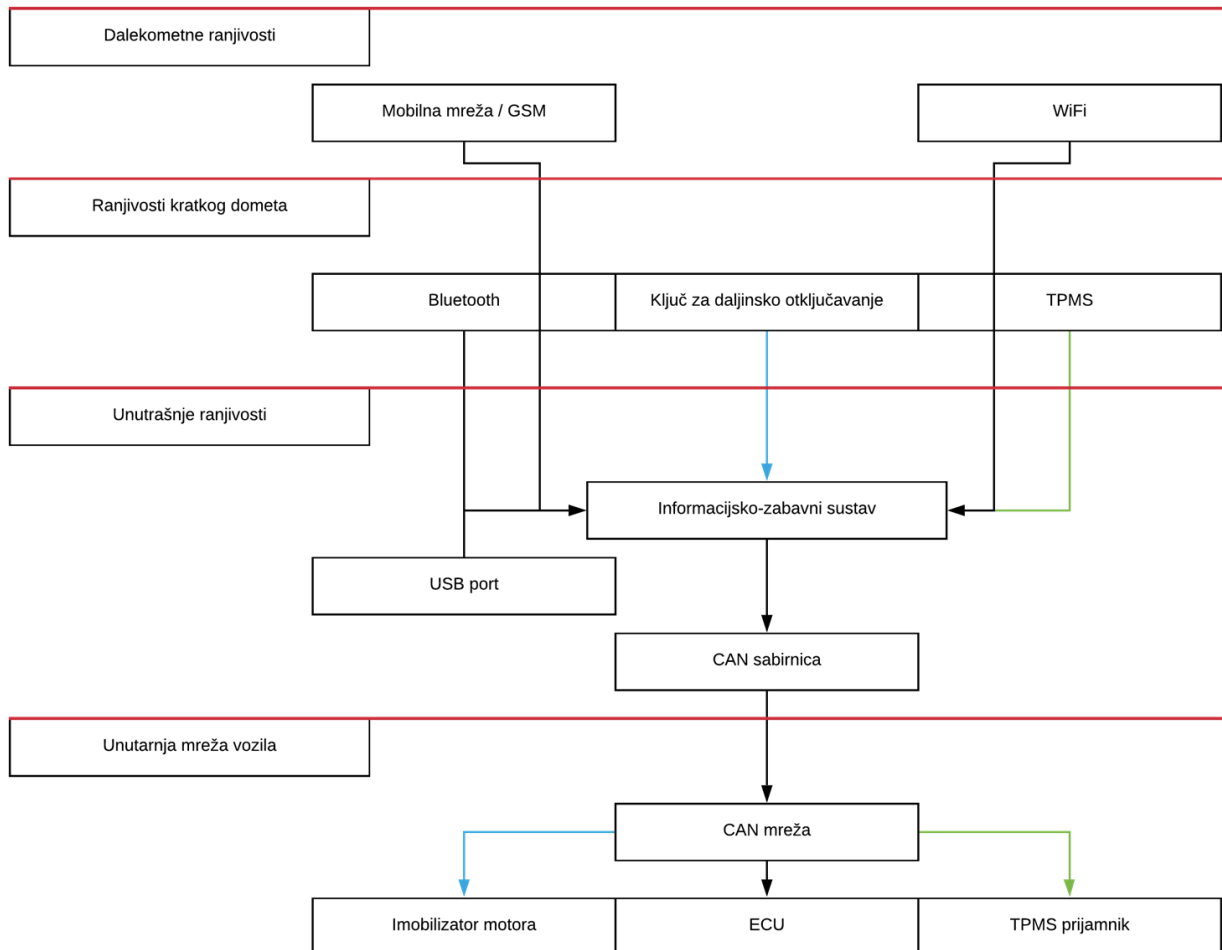 Dalekometne ranjivosti
Mobilna mreža / GSM
WiFi
Ranjivosti kratkog dometa
Bluetooth
Ključ za daljinsko otključavanje
TPMS
Unutrašnje ranjivosti
Informacijsko-zabavni sustav
USB port
CAN sabirnica
Unutarnja mreža vozila
CAN mreža
Imobilizator motora
ECU
TPMS prijamnik